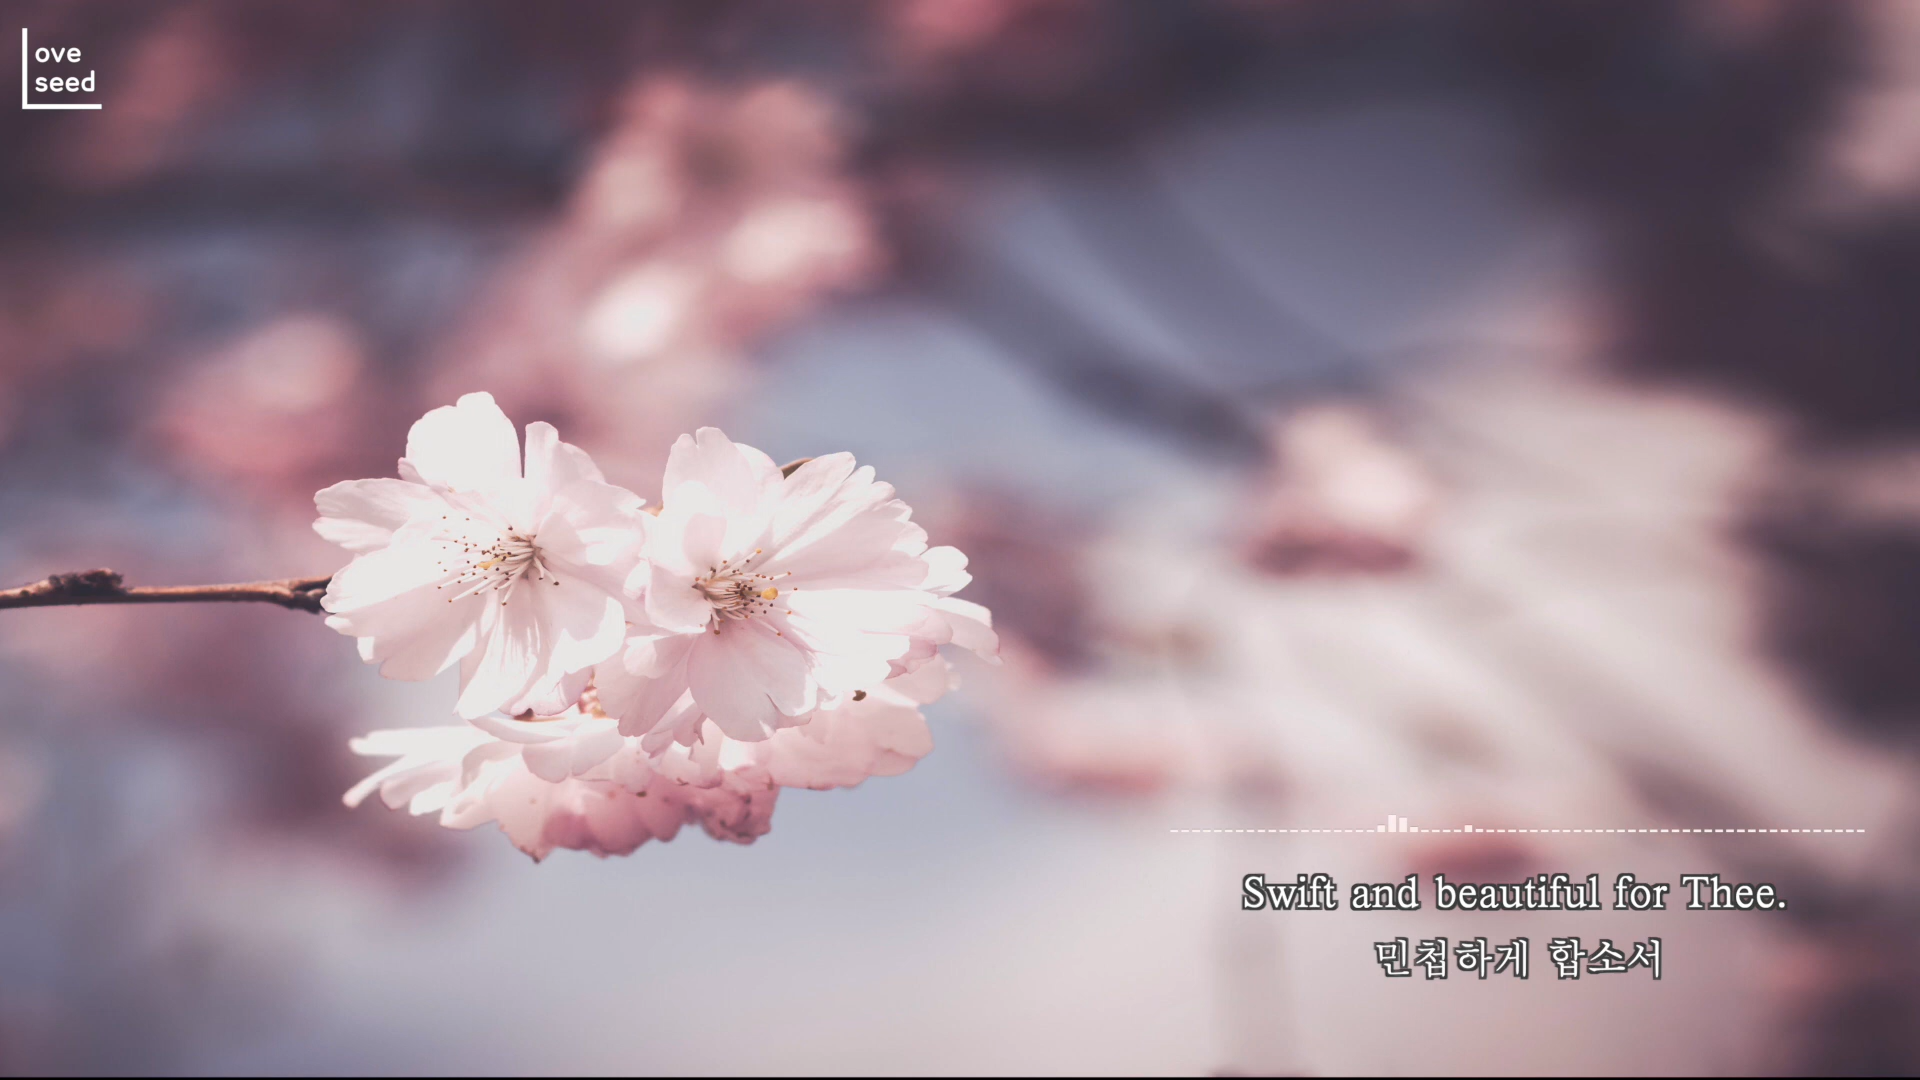 ove
seed
Swift and beautiful for Thee.
민첩하게 합소서